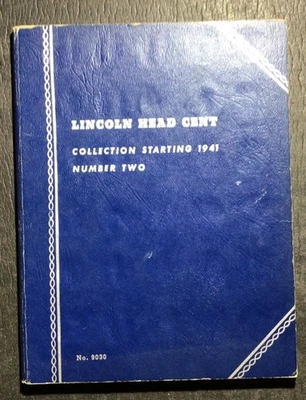 LINCOLN HEAD CENT
COLLECTION STARTING 1941
NUMBER TWO
No. 9030